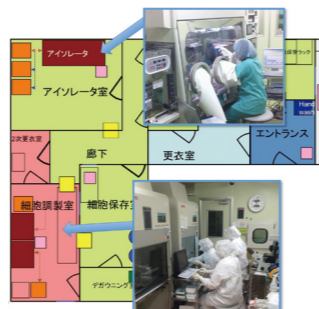 アイソレータ
アイソレータ室
Hand
wash
エントランス
2次更衣室
廊下
更衣室
細胞調製室
細胞保存室
デガウニング